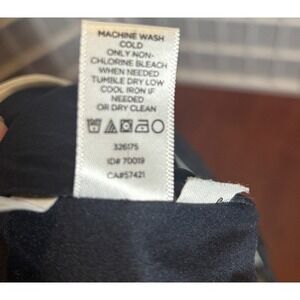 MACHINE WASH
COLD
ONLY NON-
CHLORINE BLEACH
WHEN NEEDED
TUMBLE DRY LOW
COOL IRON IF
NEEDED
OR DRY CLEAN
326175
ID# 70019
CA#57421